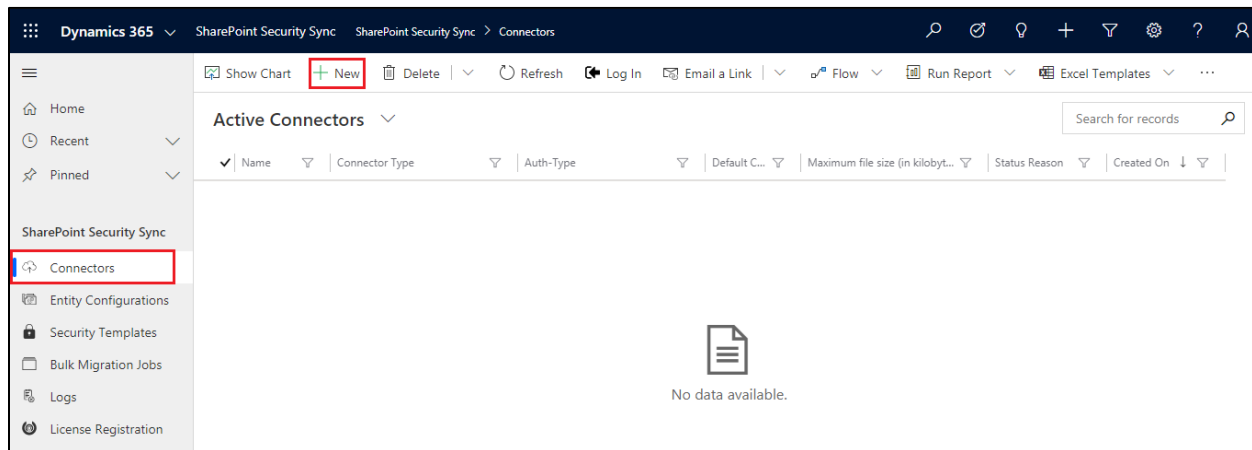 Dynamics 365 SharePoint Security Sync SharePoint Security Sync > Connectors
Show Chart New Delete Refresh Log In Email a Link Flow Run Report Excel Templates ...
Home
Recent
Pinned
SharePoint Security Sync
Connectors
Entity Configurations
Security Templates
Bulk Migration Jobs
Logs
License Registration
Active Connectors
Search for records
Name Connector Type Auth-Type Default C... Maximum file size (in kilobyt... Status Reason Created On
No data available.